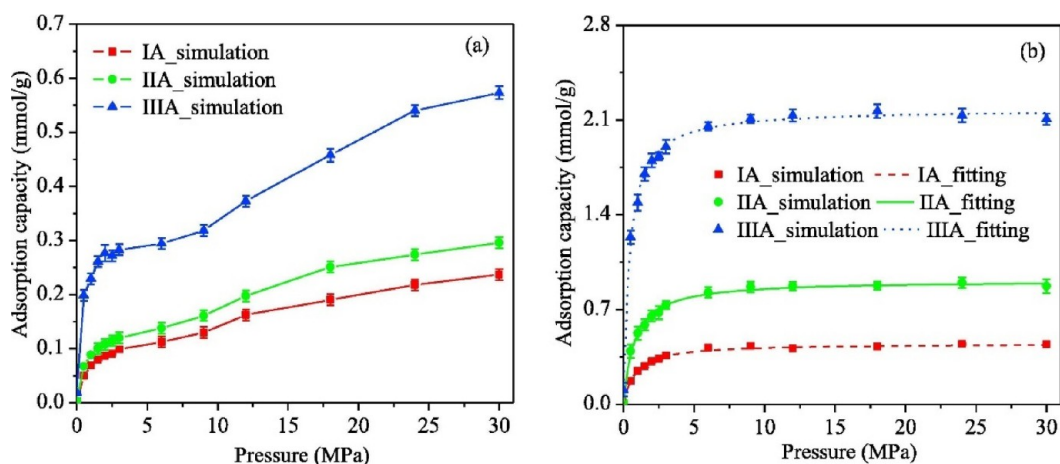 (a)
IA_simulation
IIA_simulation
IIIA_simulation
Adsorption capacity (mmol/g)
0.7
0.6
0.5
0.4
0.3
0.2
0.1
0.0
0 5 10 15 20 25 30
Pressure (MPa)
(b)
IA_simulation IA_fitting
IIA_simulation IIA_fitting
IIIA_simulation IIIA_fitting
Adsorption capacity (mmol/g)
2.8
2.1
1.4
0.7
0.0
0 5 10 15 20 25 30
Pressure (MPa)